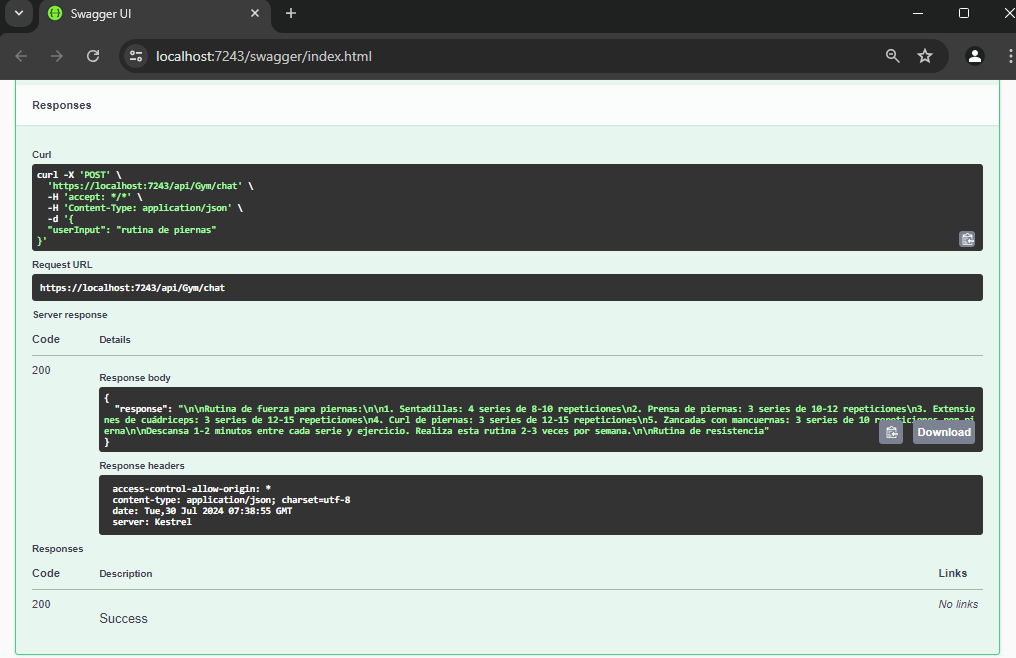 Swagger UI
localhost:7243/swagger/index.html
Responses
Curl
curl -X 'POST' \
'https://localhost:7243/api/Gym/chat' \
-H 'accept: */*' \
-H 'Content-Type: application/json' \
-d '{
"userInput": "rutina de piernas"
}'
Request URL
https://localhost:7243/api/Gym/chat
Server response
Code Details
200
Response body
{
"response": "\n\nRutina de fuerza para piernas:\n\n1. Sentadillas: 4 series de 8-10 repeticiones\n2. Prensa de piernas: 3 series de 10-12 repeticiones\n3. Extensio
nes de cuádriceps: 3 series de 12-15 repeticiones\n4. Curl de piernas: 3 series de 12-15 repeticiones\n5. Zancadas con mancuernas: 3 series de 10 repeticiones por pi
erna\n\nDescansa 1-2 minutos entre cada serie y ejercicio. Realiza esta rutina 2-3 veces por semana.\n\nRutina de resistencia"
}
Download
Response headers
access-control-allow-origin: *
content-type: application/json; charset=utf-8
date: Tue,30 Jul 2024 07:38:55 GMT
server: Kestrel
Responses
Code Description Links
200 No links
Success